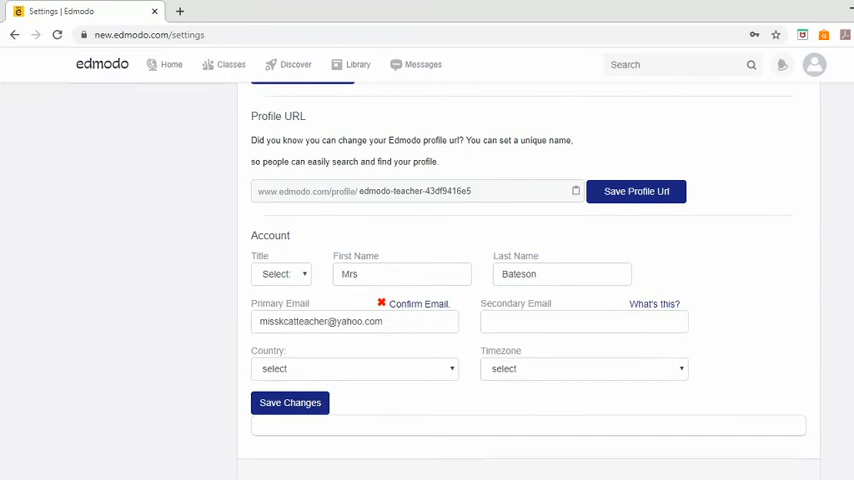 Settings | Edmodo
new.edmodo.com/settings
edmodo Home Classes Discover Library Messages Search
Profile URL
Did you know you can change your Edmodo profile url? You can set a unique name,
so people can easily search and find your profile.
www.edmodo.com/profile/ edmodo-teacher-43df9416e5 Save Profile Url
Account
Title First Name Last Name
Select: Mrs Bateson
Primary Email Confirm Email. Secondary Email What's this?
misskcatteacher@yahoo.com
Country: Timezone
select select
Save Changes